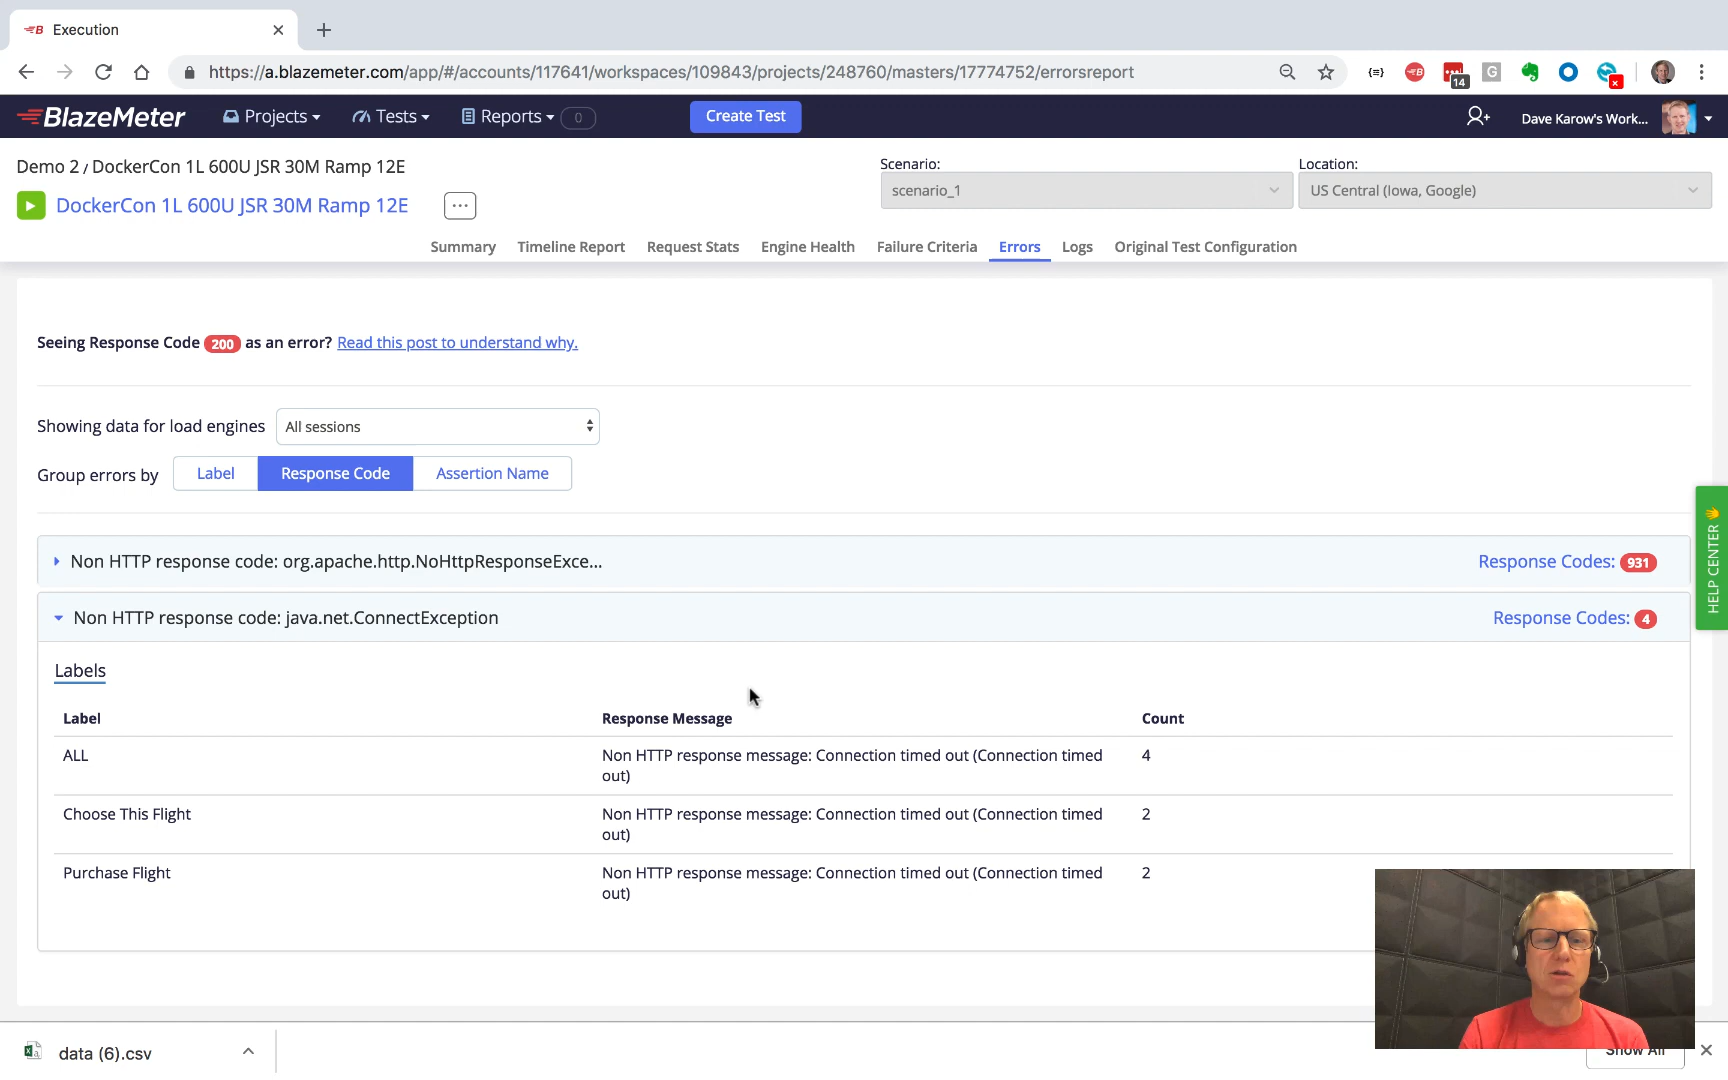 Execution
https://a.blazemeter.com/app/#/accounts/117641/workspaces/109843/projects/248760/masters/17774752/errorsreport
14
G
BlazeMeter
Projects
Tests
Reports
0
Create Test
Dave Karow's Work...
Demo 2 / DockerCon 1L 600U JSR 30M Ramp 12E
Scenario:
Location:
DockerCon 1L 600U JSR 30M Ramp 12E
...
scenario_1
US Central (Iowa, Google)
Summary
Timeline Report
Request Stats
Engine Health
Failure Criteria
Errors
Logs
Original Test Configuration
Seeing Response Code 200 as an error? Read this post to understand why.
Showing data for load engines
All sessions
Group errors by
Label
Response Code
Assertion Name
HELP CENTER
Non HTTP response code: org.apache.http.NoHttpResponseExce...
Response Codes: 931
Non HTTP response code: java.net.ConnectException
Response Codes: 4
Labels
Label
Response Message
Count
ALL
Non HTTP response message: Connection timed out (Connection timed
out)
4
Choose This Flight
Non HTTP response message: Connection timed out (Connection timed
out)
2
Purchase Flight
Non HTTP response message: Connection timed out (Connection timed
out)
2
data (6).csv
Show All